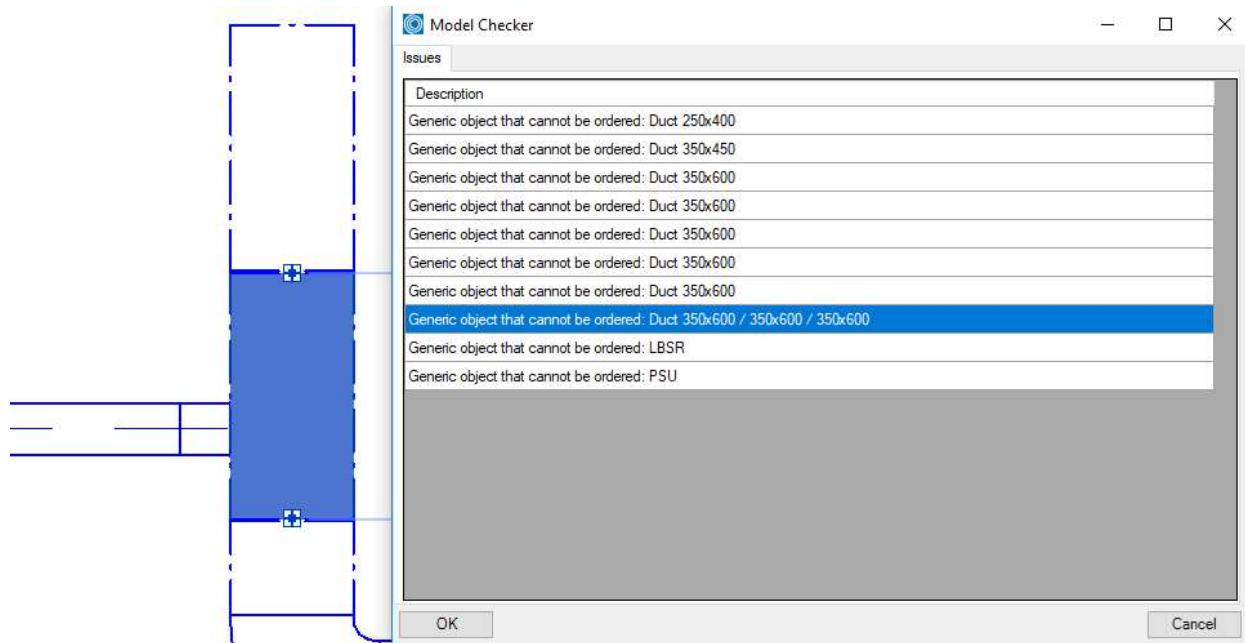 Model Checker
Issues
Description
Generic object that cannot be ordered: Duct 250x400
Generic object that cannot be ordered: Duct 350x450
Generic object that cannot be ordered: Duct 350x600
Generic object that cannot be ordered: Duct 350x600
Generic object that cannot be ordered: Duct 350x600
Generic object that cannot be ordered: Duct 350x600
Generic object that cannot be ordered: Duct 350x600
Generic object that cannot be ordered: Duct 350x600 / 350x600 / 350x600
Generic object that cannot be ordered: LBSR
Generic object that cannot be ordered: PSU
OK
Cancel